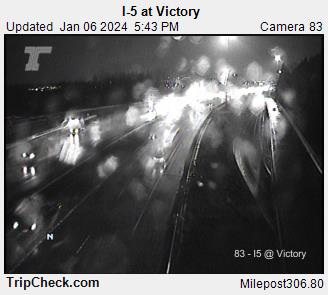 I-5 at Victory
Updated Jan 06 2024 5:43 PM Camera 83
T
N
83 - I5 @ Victory
TripCheck.com Milepost306.80